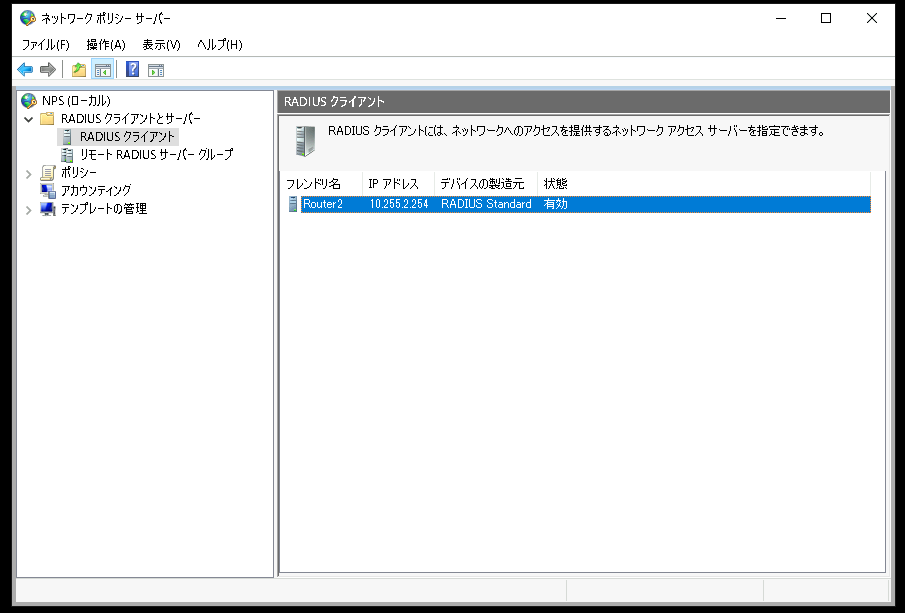 ネットワーク ポリシー サーバー
ファイル(F) 操作(A) 表示(V) ヘルプ(H)
NPS (ローカル)
RADIUS クライアントとサーバー
RADIUS クライアント
リモート RADIUS サーバー グループ
ポリシー
アカウンティング
テンプレートの管理
RADIUS クライアント
RADIUS クライアントには、ネットワークへのアクセスを提供するネットワーク アクセス サーバーを指定できます。
フレンドリ名 IP アドレス デバイスの製造元 状態
Router2 10.255.2.254 RADIUS Standard 有効